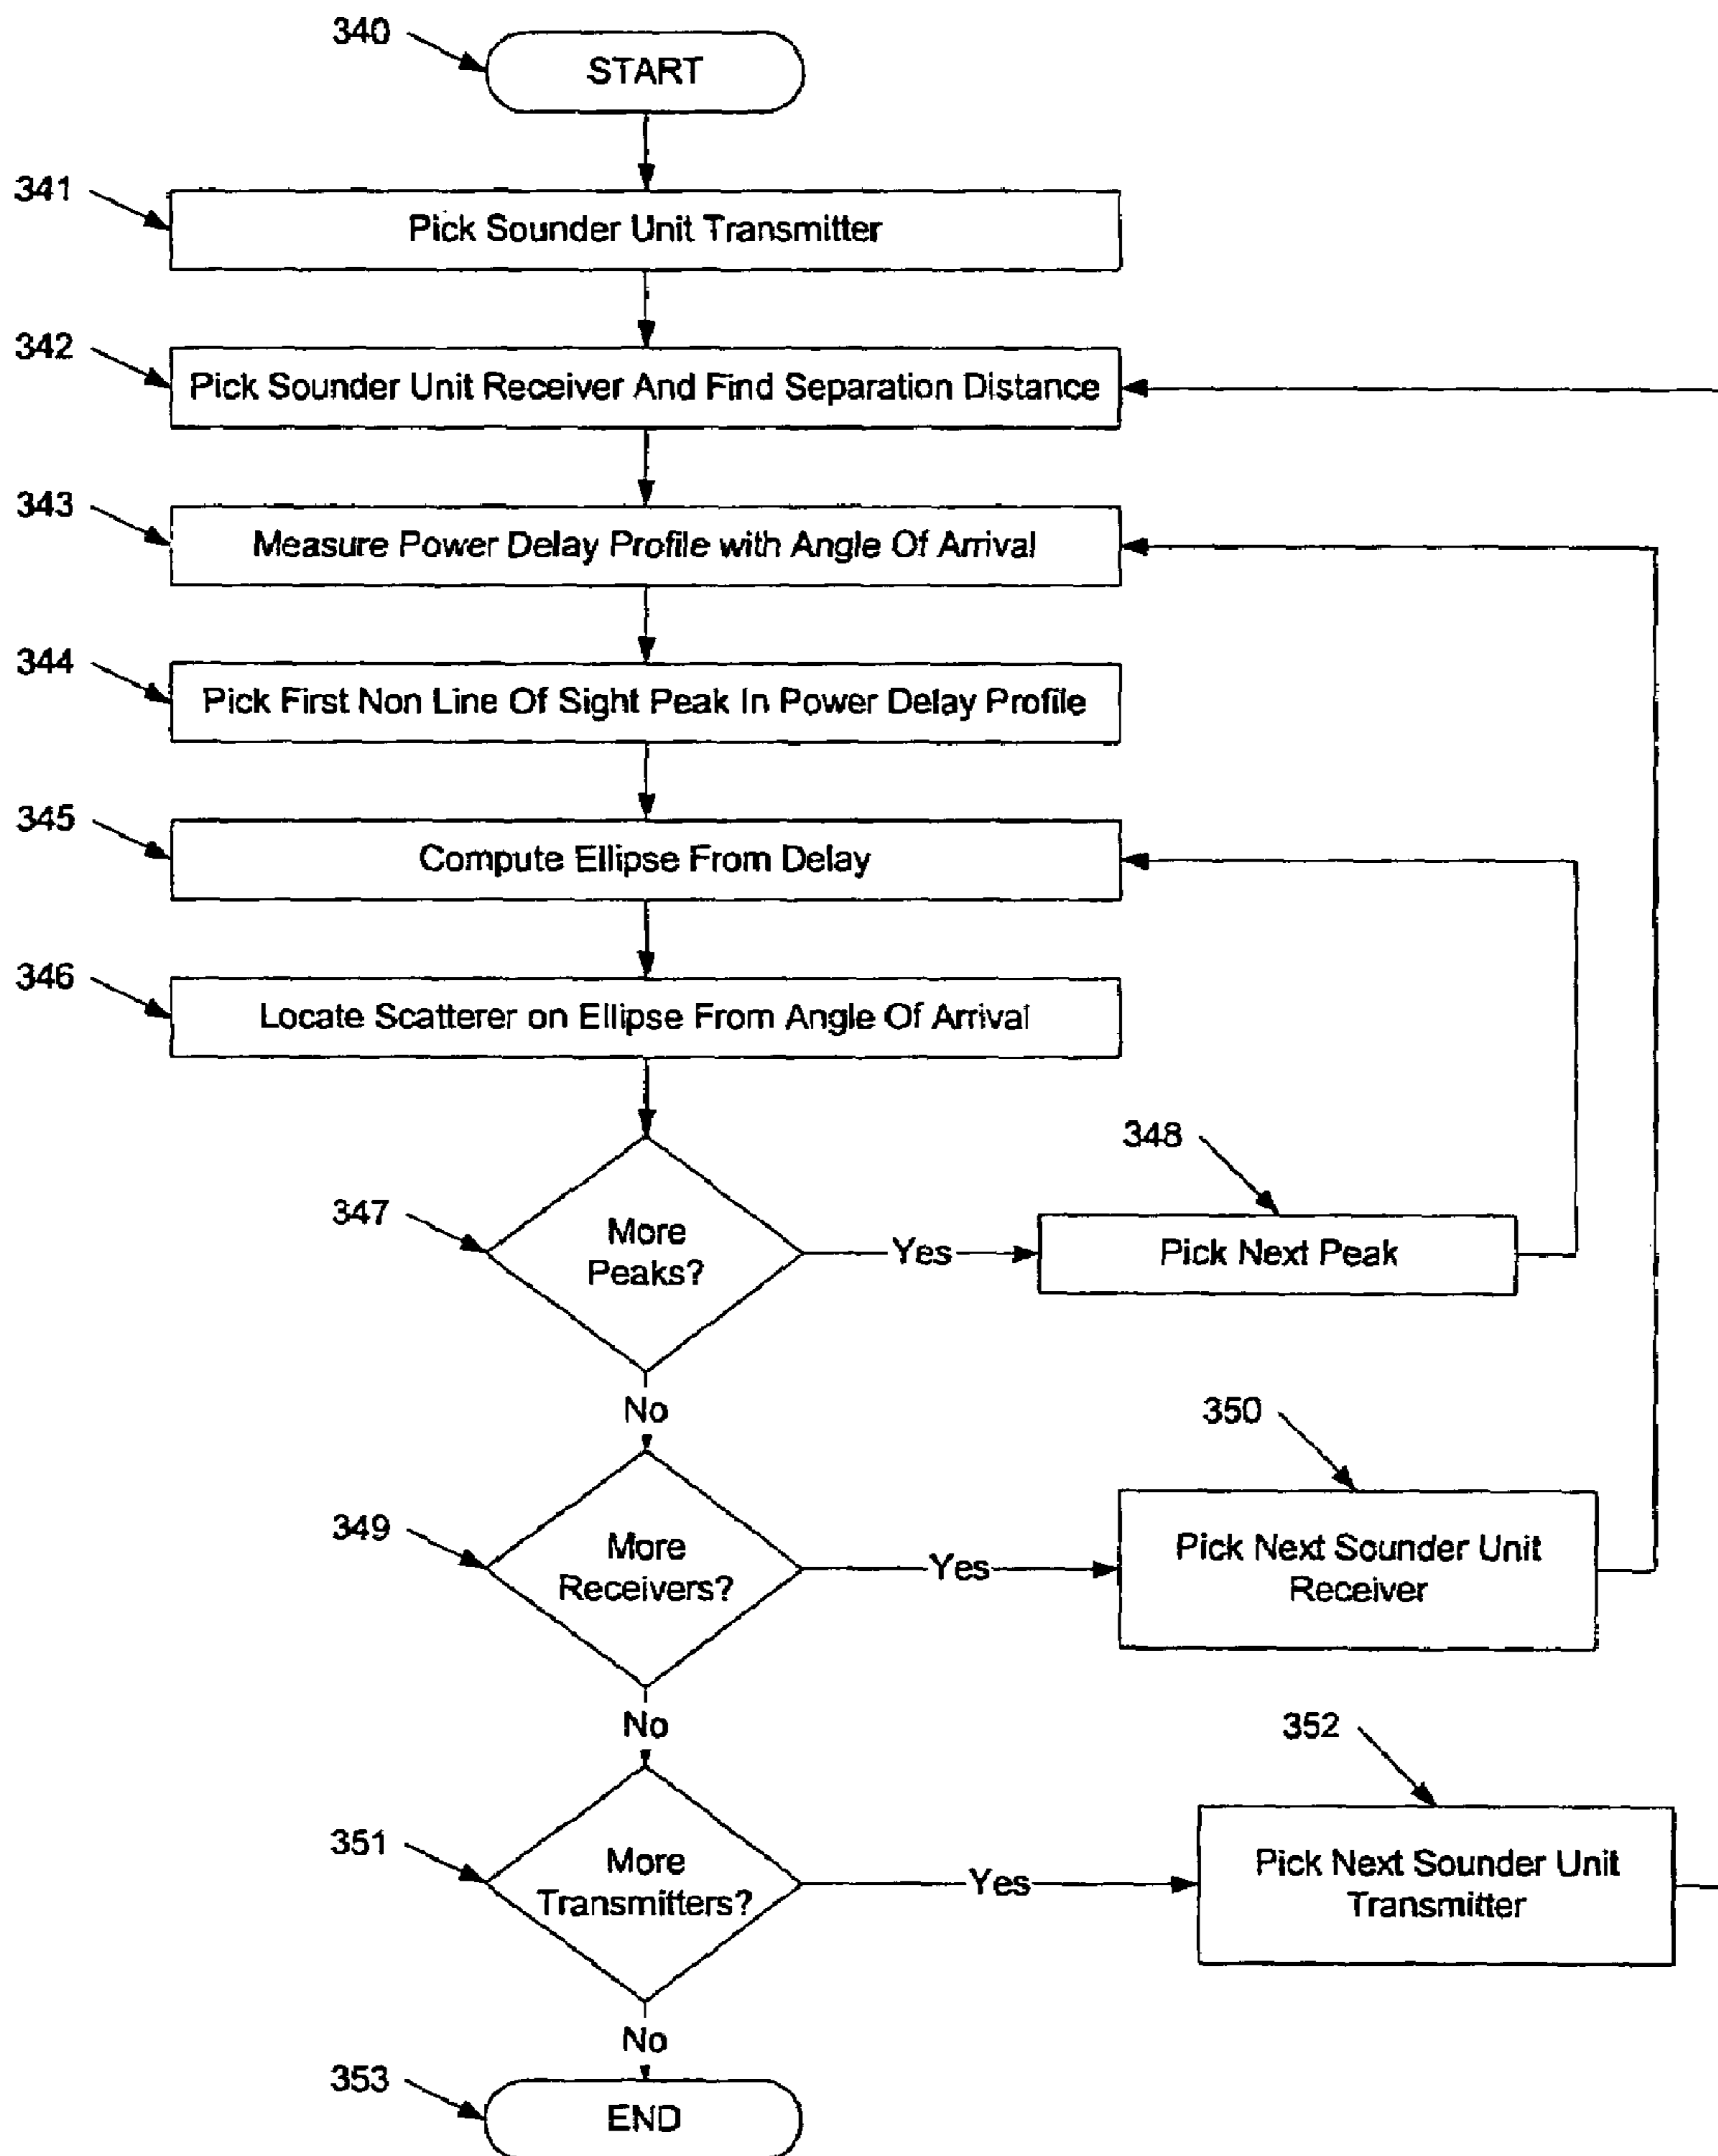 340
START
341
Pick Sounder Unit Transmitter
342
Pick Sounder Unit Receiver And Find Separation Distance
343
Measure Power Delay Profile with Angle Of Arrival
344
Pick First Non Line Of Sight Peak In Power Delay Profile
345
Compute Ellipse From Delay
346
Locate Scatterer on Ellipse From Angle Of Arrival
347
More
Peaks?
Yes
348
Pick Next Peak
No
349
More
Receivers?
Yes
350
Pick Next Sounder Unit
Receiver
No
351
More
Transmitters?
Yes
352
Pick Next Sounder Unit
Transmitter
No
353
END